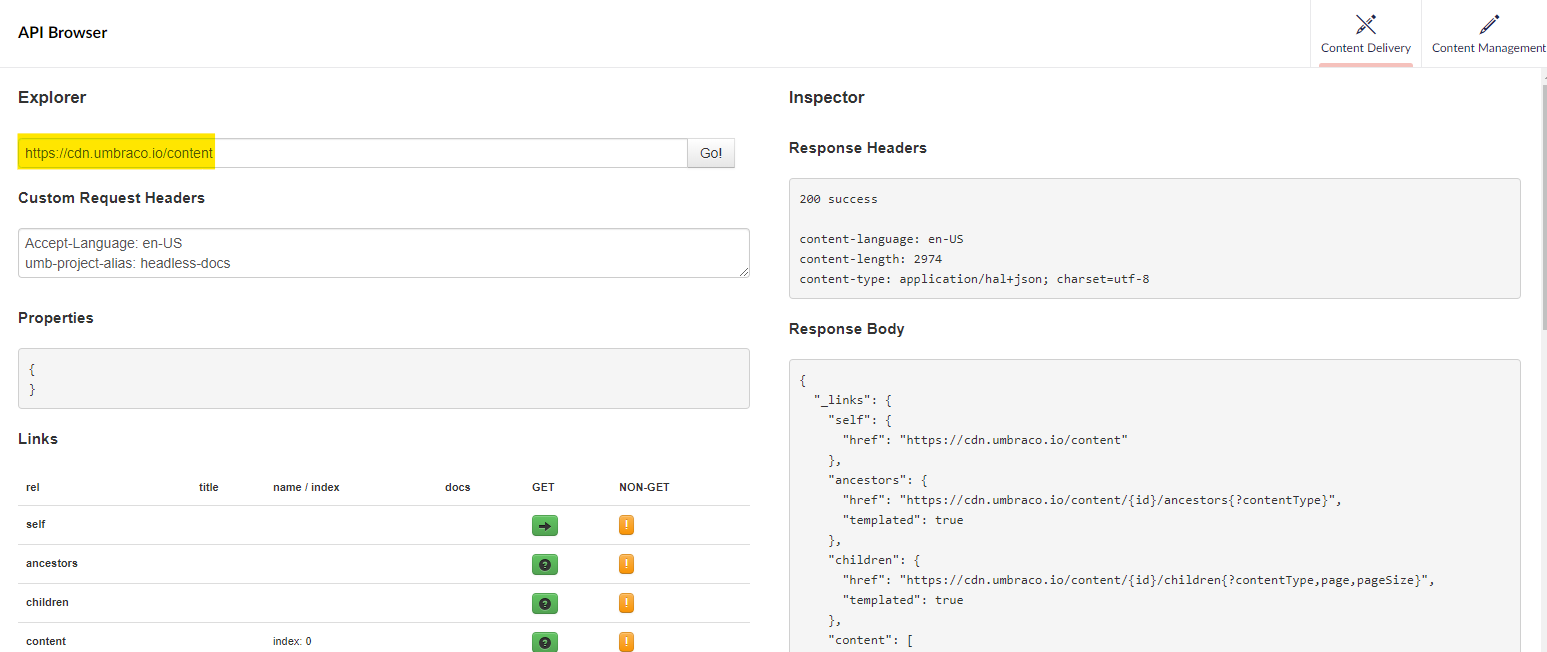 API Browser
Content Delivery
Content Management
Explorer
https://cdn.umbraco.io/content
Go!
Custom Request Headers
Accept-Language: en-US
umb-project-alias: headless-docs
Properties
{
}
Links
rel title name / index docs GET NON-GET
self
ancestors
children
content index: 0
Inspector
Response Headers
200 success
content-language: en-US
content-length: 2974
content-type: application/hal+json; charset=utf-8
Response Body
{
"_links": {
"self": {
"href": "https://cdn.umbraco.io/content"
},
"ancestors": {
"href": "https://cdn.umbraco.io/content/{id}/ancestors{?contentType}",
"templated": true
},
"children": {
"href": "https://cdn.umbraco.io/content/{id}/children{?contentType,page,pageSize}",
"templated": true
},
"content": [